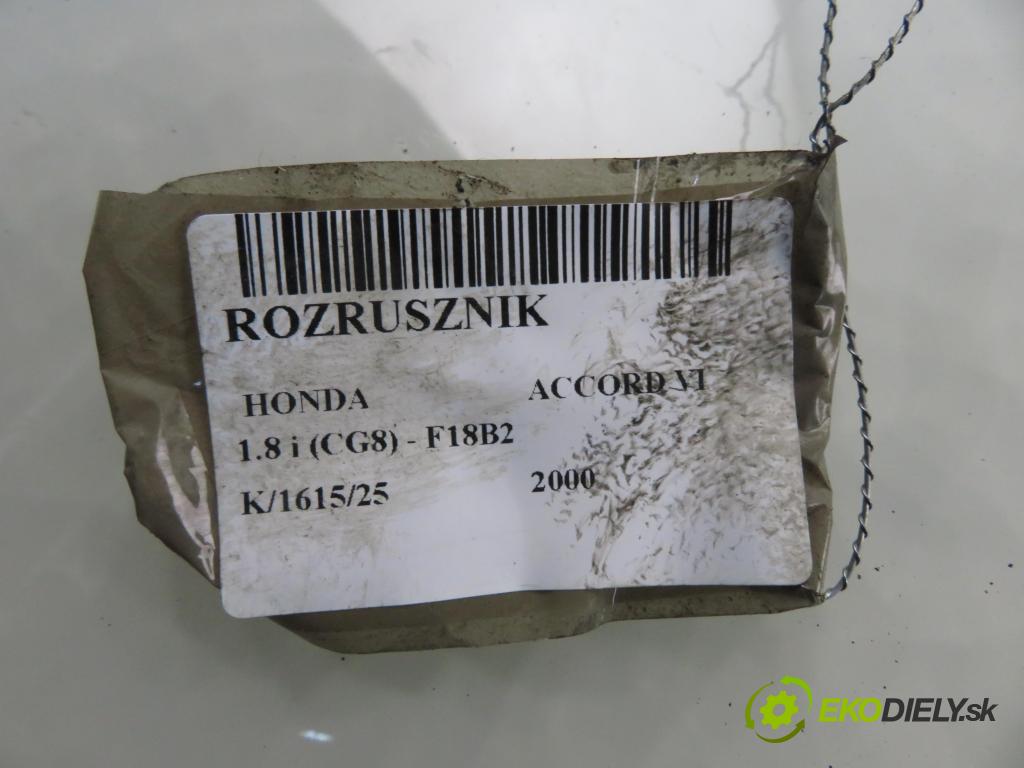 ROZRUSZNIK
HONDA ACCORD VI
1.8 i (CG8) - F18B2
K/1615/25 2000
EKODIELY.sk